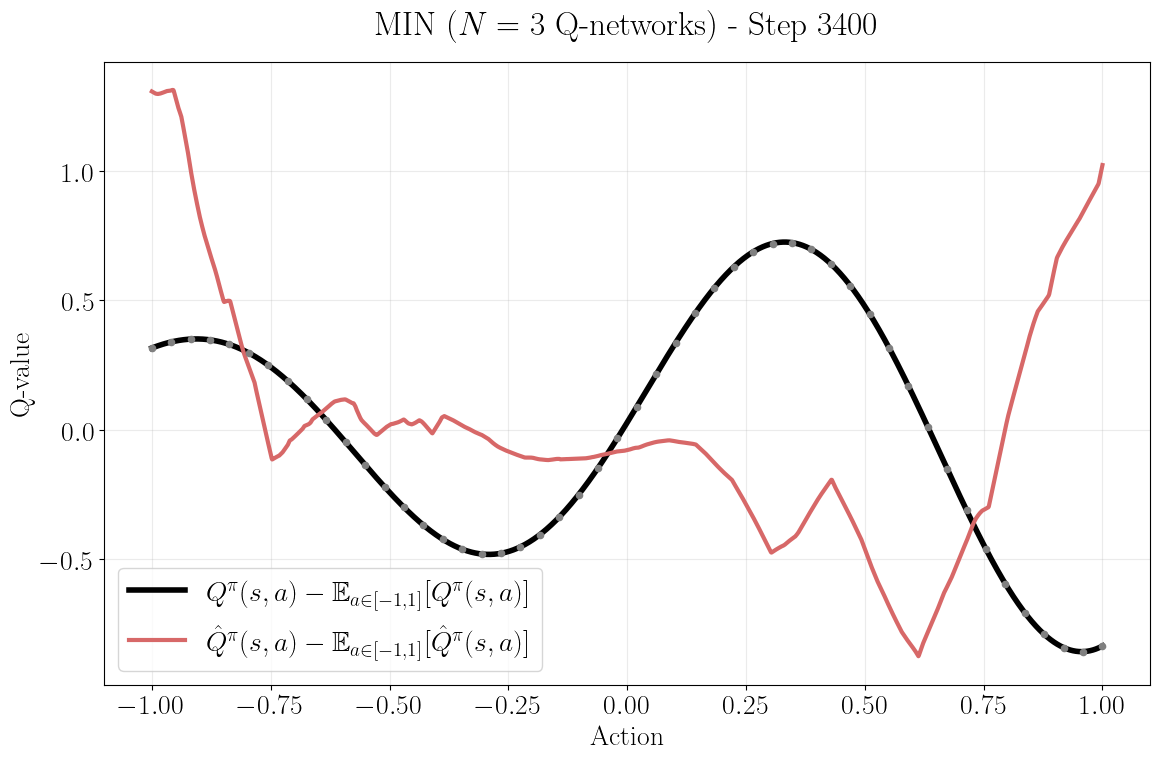 MIN (N = 3 Q-networks) - Step 3400
Q-value
1.0
0.5
0.0
−0.5
Q^π(s, a) − 𝔼_{a∈[−1,1]}[Q^π(s, a)]
Q̂^π(s, a) − 𝔼_{a∈[−1,1]}[Q̂^π(s, a)]
−1.00 −0.75 −0.50 −0.25 0.00 0.25 0.50 0.75 1.00
Action